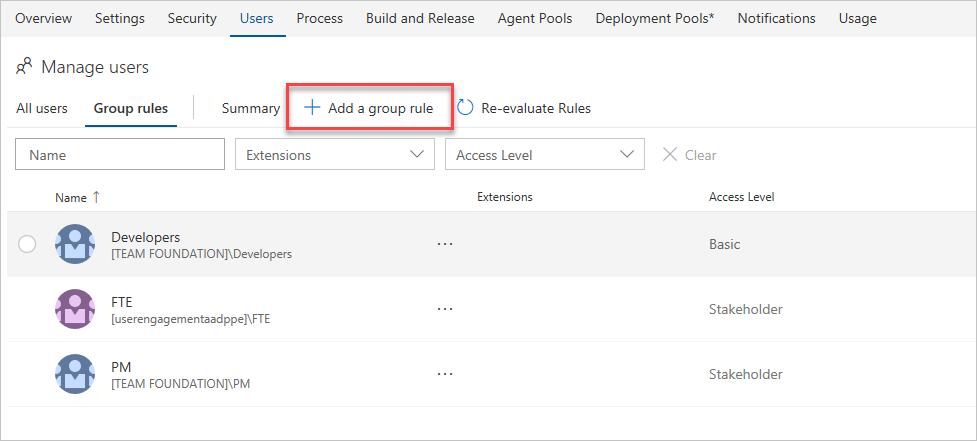 Overview Settings Security Users Process Build and Release Agent Pools Deployment Pools* Notifications Usage
Manage users
All users Group rules Summary Add a group rule Re-evaluate Rules
Name Extensions Access Level Clear
Name Extensions Access Level
Developers
[TEAM FOUNDATION]\Developers
Basic
FTE
[userengagementaadppe]\FTE
Stakeholder
PM
[TEAM FOUNDATION]\PM
Stakeholder